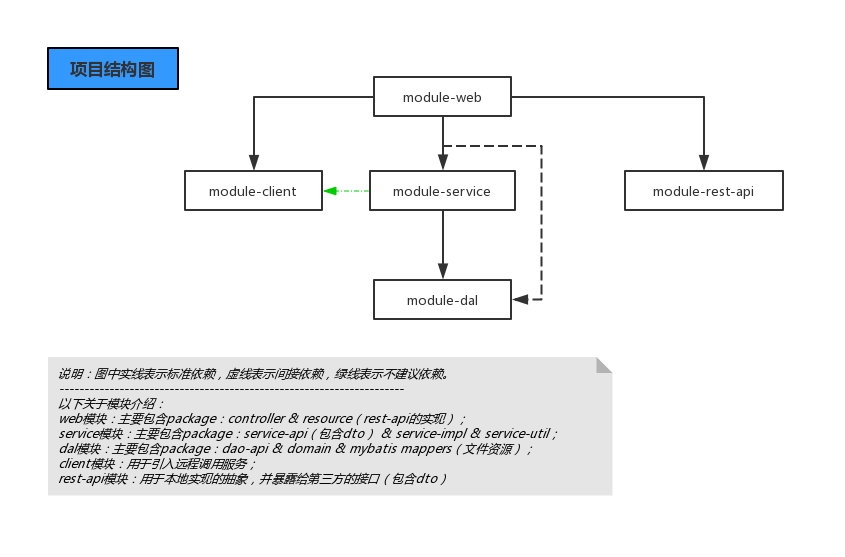 项目结构图
module-web
module-client
module-service
module-rest-api
module-dal
说明：图中实线表示标准依赖，虚线表示间接依赖，绿线表示不建议依赖。
---------------------------------------------------------------------
以下关于模块介绍：
web模块：主要包含package：controller & resource（rest-api的实现）；
service模块：主要包含package：service-api（包含dto） & service-impl & service-util；
dal模块：主要包含package：dao-api & domain & mybatis mappers（文件资源）；
client模块：用于引入远程调用服务；
rest-api模块：用于本地实现的抽象，并暴露给第三方的接口（包含dto）